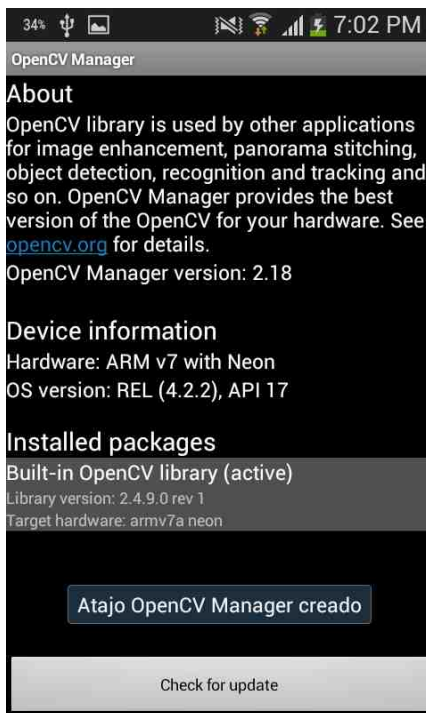 34% 7:02 PM
OpenCV Manager
About
OpenCV library is used by other applications
for image enhancement, panorama stitching,
object detection, recognition and tracking and
so on. OpenCV Manager provides the best
version of the OpenCV for your hardware. See
opencv.org for details.
OpenCV Manager version: 2.18
Device information
Hardware: ARM v7 with Neon
OS version: REL (4.2.2), API 17
Installed packages
Built-in OpenCV library (active)
Library version: 2.4.9.0 rev 1
Target hardware: armv7a neon
Atajo OpenCV Manager creado
Check for update